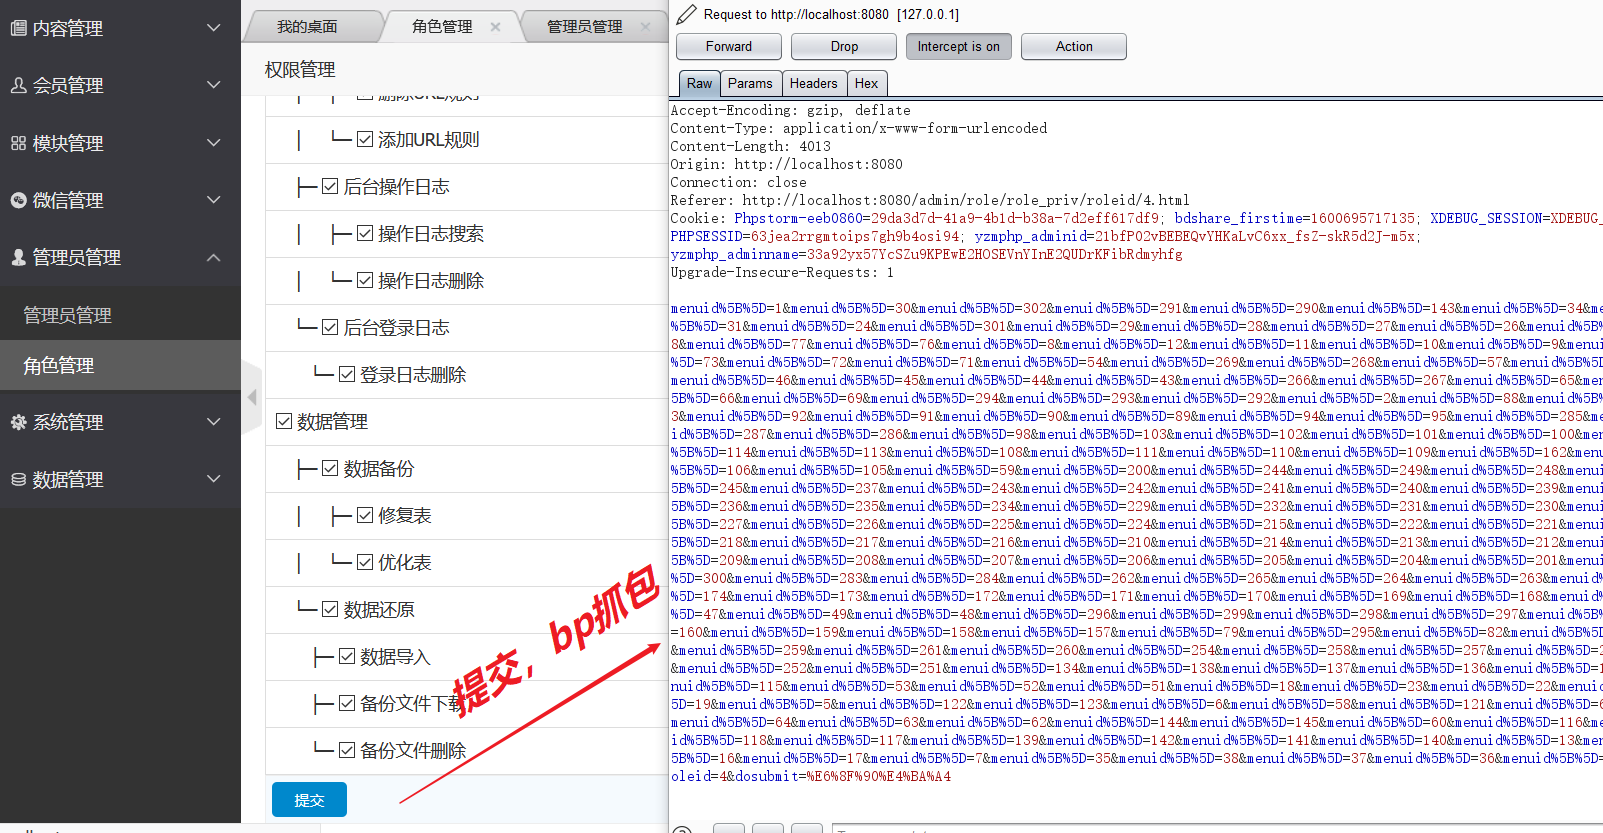 内容管理
会员管理
模块管理
微信管理
管理员管理
管理员管理
角色管理
系统管理
数据管理
我的桌面
角色管理
管理员管理
权限管理
删除URL规则
添加URL规则
后台操作日志
操作日志搜索
操作日志删除
后台登录日志
登录日志删除
数据管理
数据备份
修复表
优化表
数据还原
数据导入
备份文件下载
备份文件删除
提交
提交，bp抓包
Request to http://localhost:8080 [127.0.0.1]
Forward
Drop
Intercept is on
Action
Raw
Params
Headers
Hex
Accept-Encoding: gzip, deflate
Content-Type: application/x-www-form-urlencoded
Content-Length: 4013
Origin: http://localhost:8080
Connection: close
Referer: http://localhost:8080/admin/role/role_priv/roleid/4.html
Cookie: Phpstorm-eeb0860=29da3d7d-41a9-4b1d-b38a-7d2eff617df9; bdshare_firstime=1600695717135; XDEBUG_SESSION=XDEBUG_
PHPSESSID=63jea2rrgmtoips7gh9b4osi94; yzmphp_adminid=21bfP02vBEBEQvYHKaLvC6xx_fsZ-skR5d2J-m5x;
yzmphp_adminname=33a92yx57YcSZu9KPEwE2HOSEVnYInE2QUDrKFibRdmyhfg
Upgrade-Insecure-Requests: 1
menuid%5B%5D=1&menuid%5B%5D=30&menuid%5B%5D=302&menuid%5B%5D=291&menuid%5B%5D=290&menuid%5B%5D=143&menuid%5B%5D=34&me
%5B%5D=31&menuid%5B%5D=24&menuid%5B%5D=301&menuid%5B%5D=29&menuid%5B%5D=28&menuid%5B%5D=27&menuid%5B%5D=26&menuid%5B%
8&menuid%5B%5D=77&menuid%5B%5D=76&menuid%5B%5D=8&menuid%5B%5D=12&menuid%5B%5D=11&menuid%5B%5D=10&menuid%5B%5D=9&menui
%5D=73&menuid%5B%5D=72&menuid%5B%5D=71&menuid%5B%5D=54&menuid%5B%5D=269&menuid%5B%5D=268&menuid%5B%5D=57&menuid%5B%5D
menuid%5B%5D=46&menuid%5B%5D=45&menuid%5B%5D=44&menuid%5B%5D=43&menuid%5B%5D=266&menuid%5B%5D=267&menuid%5B%5D=65&men
%5B%5D=66&menuid%5B%5D=69&menuid%5B%5D=294&menuid%5B%5D=293&menuid%5B%5D=292&menuid%5B%5D=2&menuid%5B%5D=88&menuid%5B
3&menuid%5B%5D=92&menuid%5B%5D=91&menuid%5B%5D=90&menuid%5B%5D=89&menuid%5B%5D=94&menuid%5B%5D=95&menuid%5B%5D=285&me
id%5B%5D=287&menuid%5B%5D=286&menuid%5B%5D=98&menuid%5B%5D=103&menuid%5B%5D=102&menuid%5B%5D=101&menuid%5B%5D=100&men
%5B%5D=114&menuid%5B%5D=113&menuid%5B%5D=108&menuid%5B%5D=111&menuid%5B%5D=110&menuid%5B%5D=109&menuid%5B%5D=162&menu
%5B%5D=106&menuid%5B%5D=105&menuid%5B%5D=59&menuid%5B%5D=200&menuid%5B%5D=244&menuid%5B%5D=249&menuid%5B%5D=248&menui
5B%5D=245&menuid%5B%5D=237&menuid%5B%5D=243&menuid%5B%5D=242&menuid%5B%5D=241&menuid%5B%5D=240&menuid%5B%5D=239&menui
5B%5D=236&menuid%5B%5D=235&menuid%5B%5D=234&menuid%5B%5D=229&menuid%5B%5D=232&menuid%5B%5D=231&menuid%5B%5D=230&menui
5B%5D=227&menuid%5B%5D=226&menuid%5B%5D=225&menuid%5B%5D=224&menuid%5B%5D=215&menuid%5B%5D=222&menuid%5B%5D=221&menui
5B%5D=218&menuid%5B%5D=217&menuid%5B%5D=216&menuid%5B%5D=210&menuid%5B%5D=214&menuid%5B%5D=213&menuid%5B%5D=212&menui
5B%5D=209&menuid%5B%5D=208&menuid%5B%5D=207&menuid%5B%5D=206&menuid%5B%5D=205&menuid%5B%5D=204&menuid%5B%5D=201&menui
%5D=300&menuid%5B%5D=283&menuid%5B%5D=284&menuid%5B%5D=262&menuid%5B%5D=265&menuid%5B%5D=264&menuid%5B%5D=263&menuid%
%5D=174&menuid%5B%5D=173&menuid%5B%5D=172&menuid%5B%5D=171&menuid%5B%5D=170&menuid%5B%5D=169&menuid%5B%5D=168&menuid%
%5D=47&menuid%5B%5D=49&menuid%5B%5D=48&menuid%5B%5D=296&menuid%5B%5D=299&menuid%5B%5D=298&menuid%5B%5D=297&menuid%5B%
=160&menuid%5B%5D=159&menuid%5B%5D=158&menuid%5B%5D=157&menuid%5B%5D=79&menuid%5B%5D=295&menuid%5B%5D=82&menuid%5B%5D
&menuid%5B%5D=259&menuid%5B%5D=261&menuid%5B%5D=260&menuid%5B%5D=254&menuid%5B%5D=258&menuid%5B%5D=257&menuid%5B%5D=2
&menuid%5B%5D=252&menuid%5B%5D=251&menuid%5B%5D=134&menuid%5B%5D=138&menuid%5B%5D=137&menuid%5B%5D=136&menuid%5B%5D=1
nuid%5B%5D=115&menuid%5B%5D=53&menuid%5B%5D=52&menuid%5B%5D=51&menuid%5B%5D=18&menuid%5B%5D=23&menuid%5B%5D=22&menuid
5D=19&menuid%5B%5D=5&menuid%5B%5D=122&menuid%5B%5D=123&menuid%5B%5D=6&menuid%5B%5D=58&menuid%5B%5D=121&menuid%5B%5D=6
menuid%5B%5D=64&menuid%5B%5D=63&menuid%5B%5D=62&menuid%5B%5D=144&menuid%5B%5D=145&menuid%5B%5D=60&menuid%5B%5D=116&me
id%5B%5D=118&menuid%5B%5D=117&menuid%5B%5D=139&menuid%5B%5D=142&menuid%5B%5D=141&menuid%5B%5D=140&menuid%5B%5D=13&men
5B%5D=16&menuid%5B%5D=17&menuid%5B%5D=7&menuid%5B%5D=35&menuid%5B%5D=38&menuid%5B%5D=37&menuid%5B%5D=36&menuid%5B%5D=
oleid=4&dosubmit=%E6%8F%90%E4%BA%A4